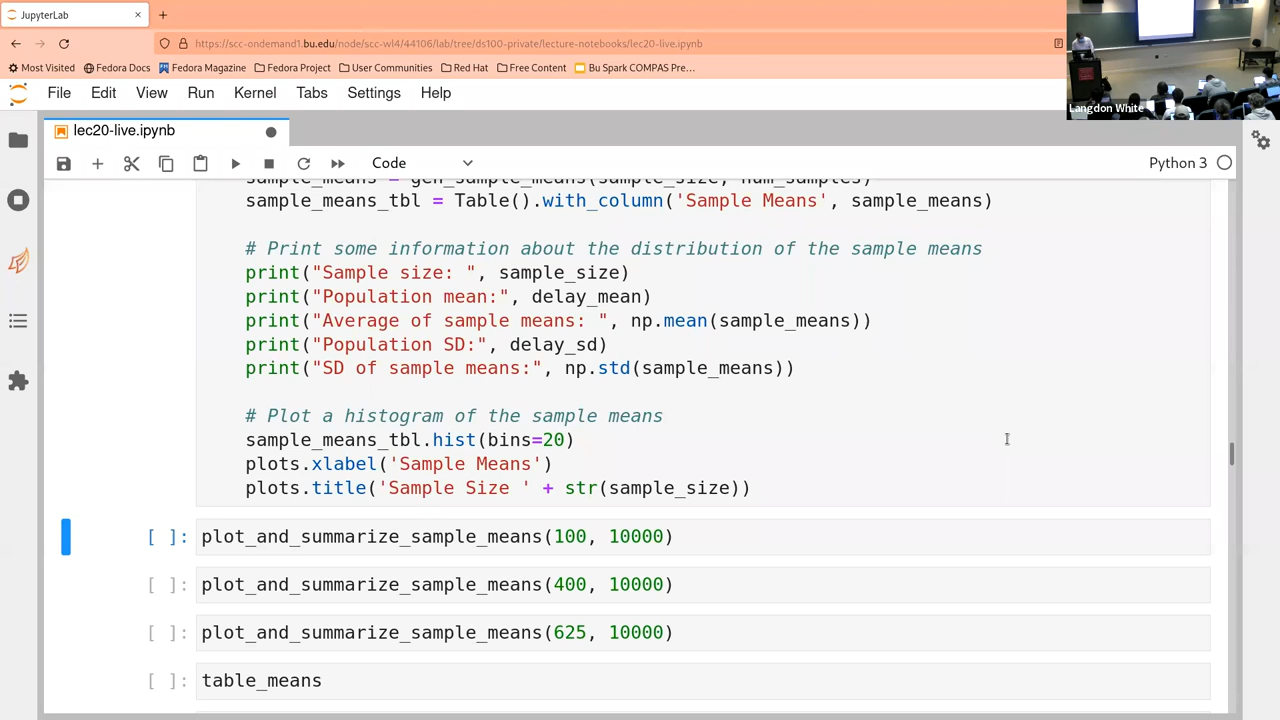 JupyterLab
https://scc-ondemand1.bu.edu/node/scc-wl4/44106/lab/tree/ds100-private/lecture-notebooks/lec20-live.ipynb
Most Visited Fedora Docs Fedora Magazine Fedora Project User Communities Red Hat Free Content Bu Spark COMPAS Pre…
Langdon White
File Edit View Run Kernel Tabs Settings Help
lec20-live.ipynb
Code Python 3
sample_means = gen_sample_means(sample_size, num_samples)
sample_means_tbl = Table().with_column('Sample Means', sample_means)
# Print some information about the distribution of the sample means
print("Sample size: ", sample_size)
print("Population mean:", delay_mean)
print("Average of sample means: ", np.mean(sample_means))
print("Population SD:", delay_sd)
print("SD of sample means:", np.std(sample_means))
# Plot a histogram of the sample means
sample_means_tbl.hist(bins=20)
plots.xlabel('Sample Means')
plots.title('Sample Size ' + str(sample_size))
[ ]: plot_and_summarize_sample_means(100, 10000)
[ ]: plot_and_summarize_sample_means(400, 10000)
[ ]: plot_and_summarize_sample_means(625, 10000)
[ ]: table_means